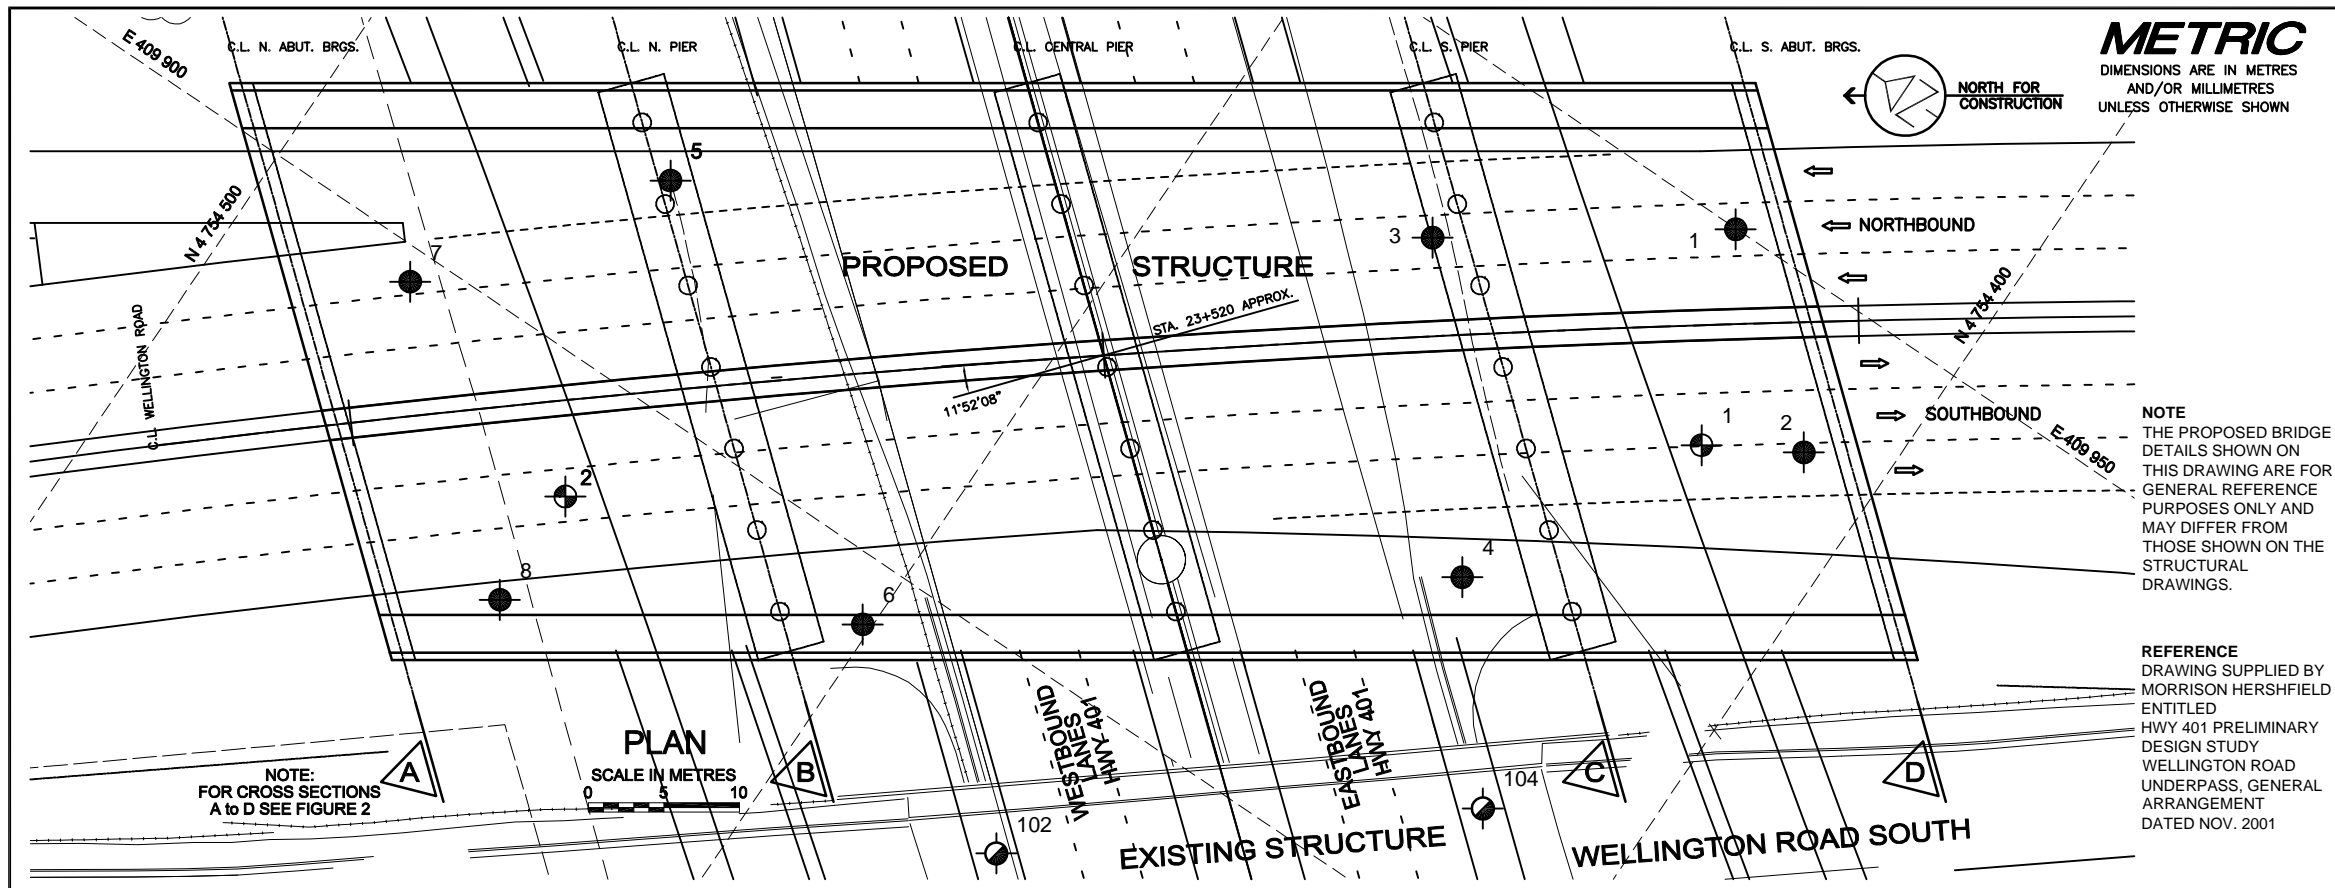 C.L. N. ABUT. BRGS.
C.L. N. PIER
C.L. CENTRAL PIER
C.L. S. PIER
C.L. S. ABUT. BRGS.
METRIC
DIMENSIONS ARE IN METRES
AND/OR MILLIMETRES
UNLESS OTHERWISE SHOWN
NORTH FOR
CONSTRUCTION
E 409 900
N 4 754 500
5
7
3
1
NORTHBOUND
PROPOSED STRUCTURE
STA. 23+520 APPROX.
N 4 754 400
C.L. WELLINGTON ROAD
11°52'08"
1
2
SOUTHBOUND
E 409 950
2
8
6
4
NOTE
THE PROPOSED BRIDGE
DETAILS SHOWN ON
THIS DRAWING ARE FOR
GENERAL REFERENCE
PURPOSES ONLY AND
MAY DIFFER FROM
THOSE SHOWN ON THE
STRUCTURAL
DRAWINGS.
REFERENCE
DRAWING SUPPLIED BY
MORRISON HERSHFIELD
ENTITLED
HWY 401 PRELIMINARY
DESIGN STUDY
WELLINGTON ROAD
UNDERPASS, GENERAL
ARRANGEMENT
DATED NOV. 2001
WESTBOUND
LANES
HWY 401
EASTBOUND
LANES
HWY 401
A
B
C
D
NOTE:
FOR CROSS SECTIONS
A to D SEE FIGURE 2
PLAN
SCALE IN METRES
0 5 10
102
104
EXISTING STRUCTURE
WELLINGTON ROAD SOUTH